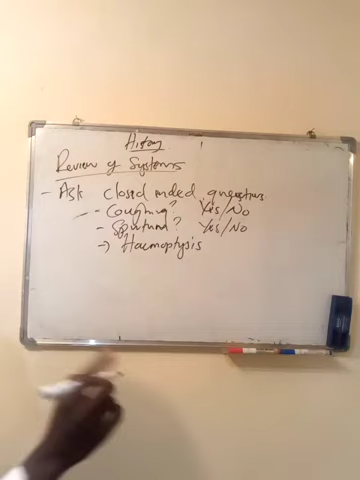 History
Review of Systems
- Ask closed ended questions
- Coughing? Yes/No
- Sputum? Yes/No
→ Haemoptysis